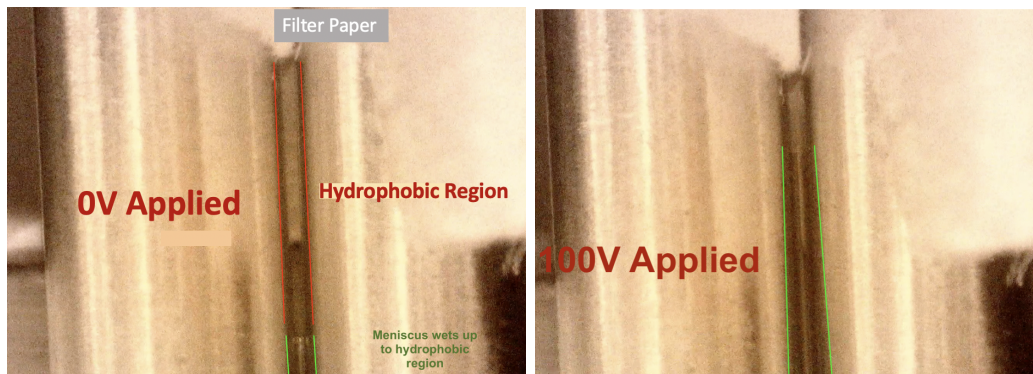 Filter Paper
0V Applied
Hydrophobic Region
Meniscus wets up
to hydrophobic
region
100V Applied